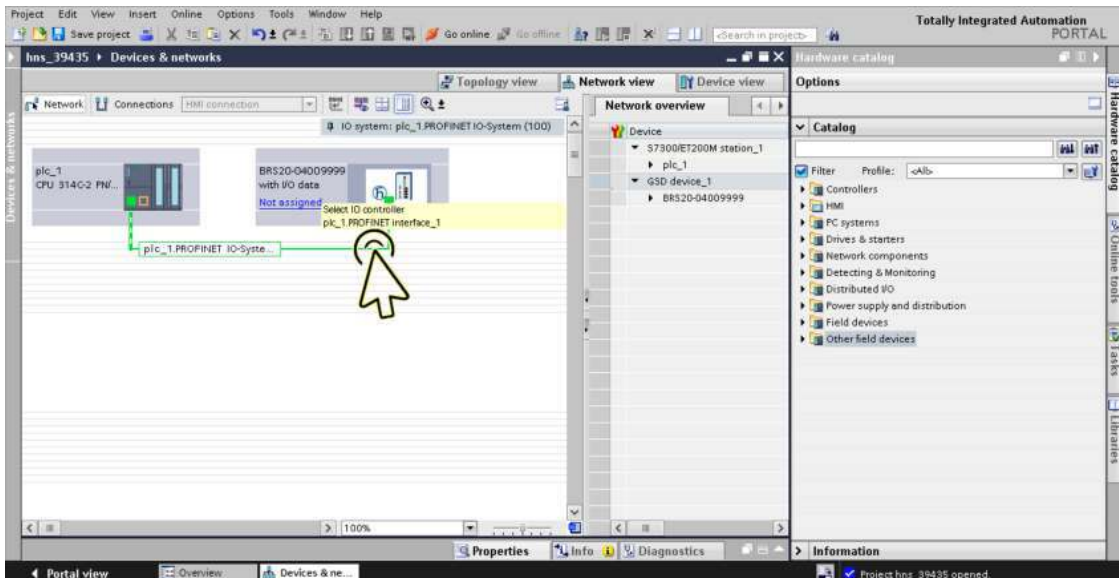 Project Edit View Insert Online Options Tools Window Help
Totally Integrated Automation
PORTAL
Save project Go online Go offline <Search in project>
hns_39435 Devices & networks
Hardware catalog
Topology view Network view Device view
Options
Network Connections HMI connection
Network overview
IO system: plc_1.PROFINET IO-System (100)
Catalog
Device
S7300/ET200M station_1
plc_1
GSD device_1
BRS20-04009999
plc_1
CPU 314C-2 PN/...
BRS20-04009999
with I/O data
Not assigned
Select IO controller
plc_1.PROFINET interface_1
plc_1.PROFINET IO-Syste...
Filter Profile: <All>
Controllers
HMI
PC systems
Drives & starters
Network components
Detecting & Monitoring
Distributed I/O
Power supply and distribution
Field devices
Other field devices
Devices & networks
Hardware catalog
Online tools
Tasks
Libraries
100%
Properties Info Diagnostics
Information
Portal view Overview Devices & ne...
Project hns_39435 opened.